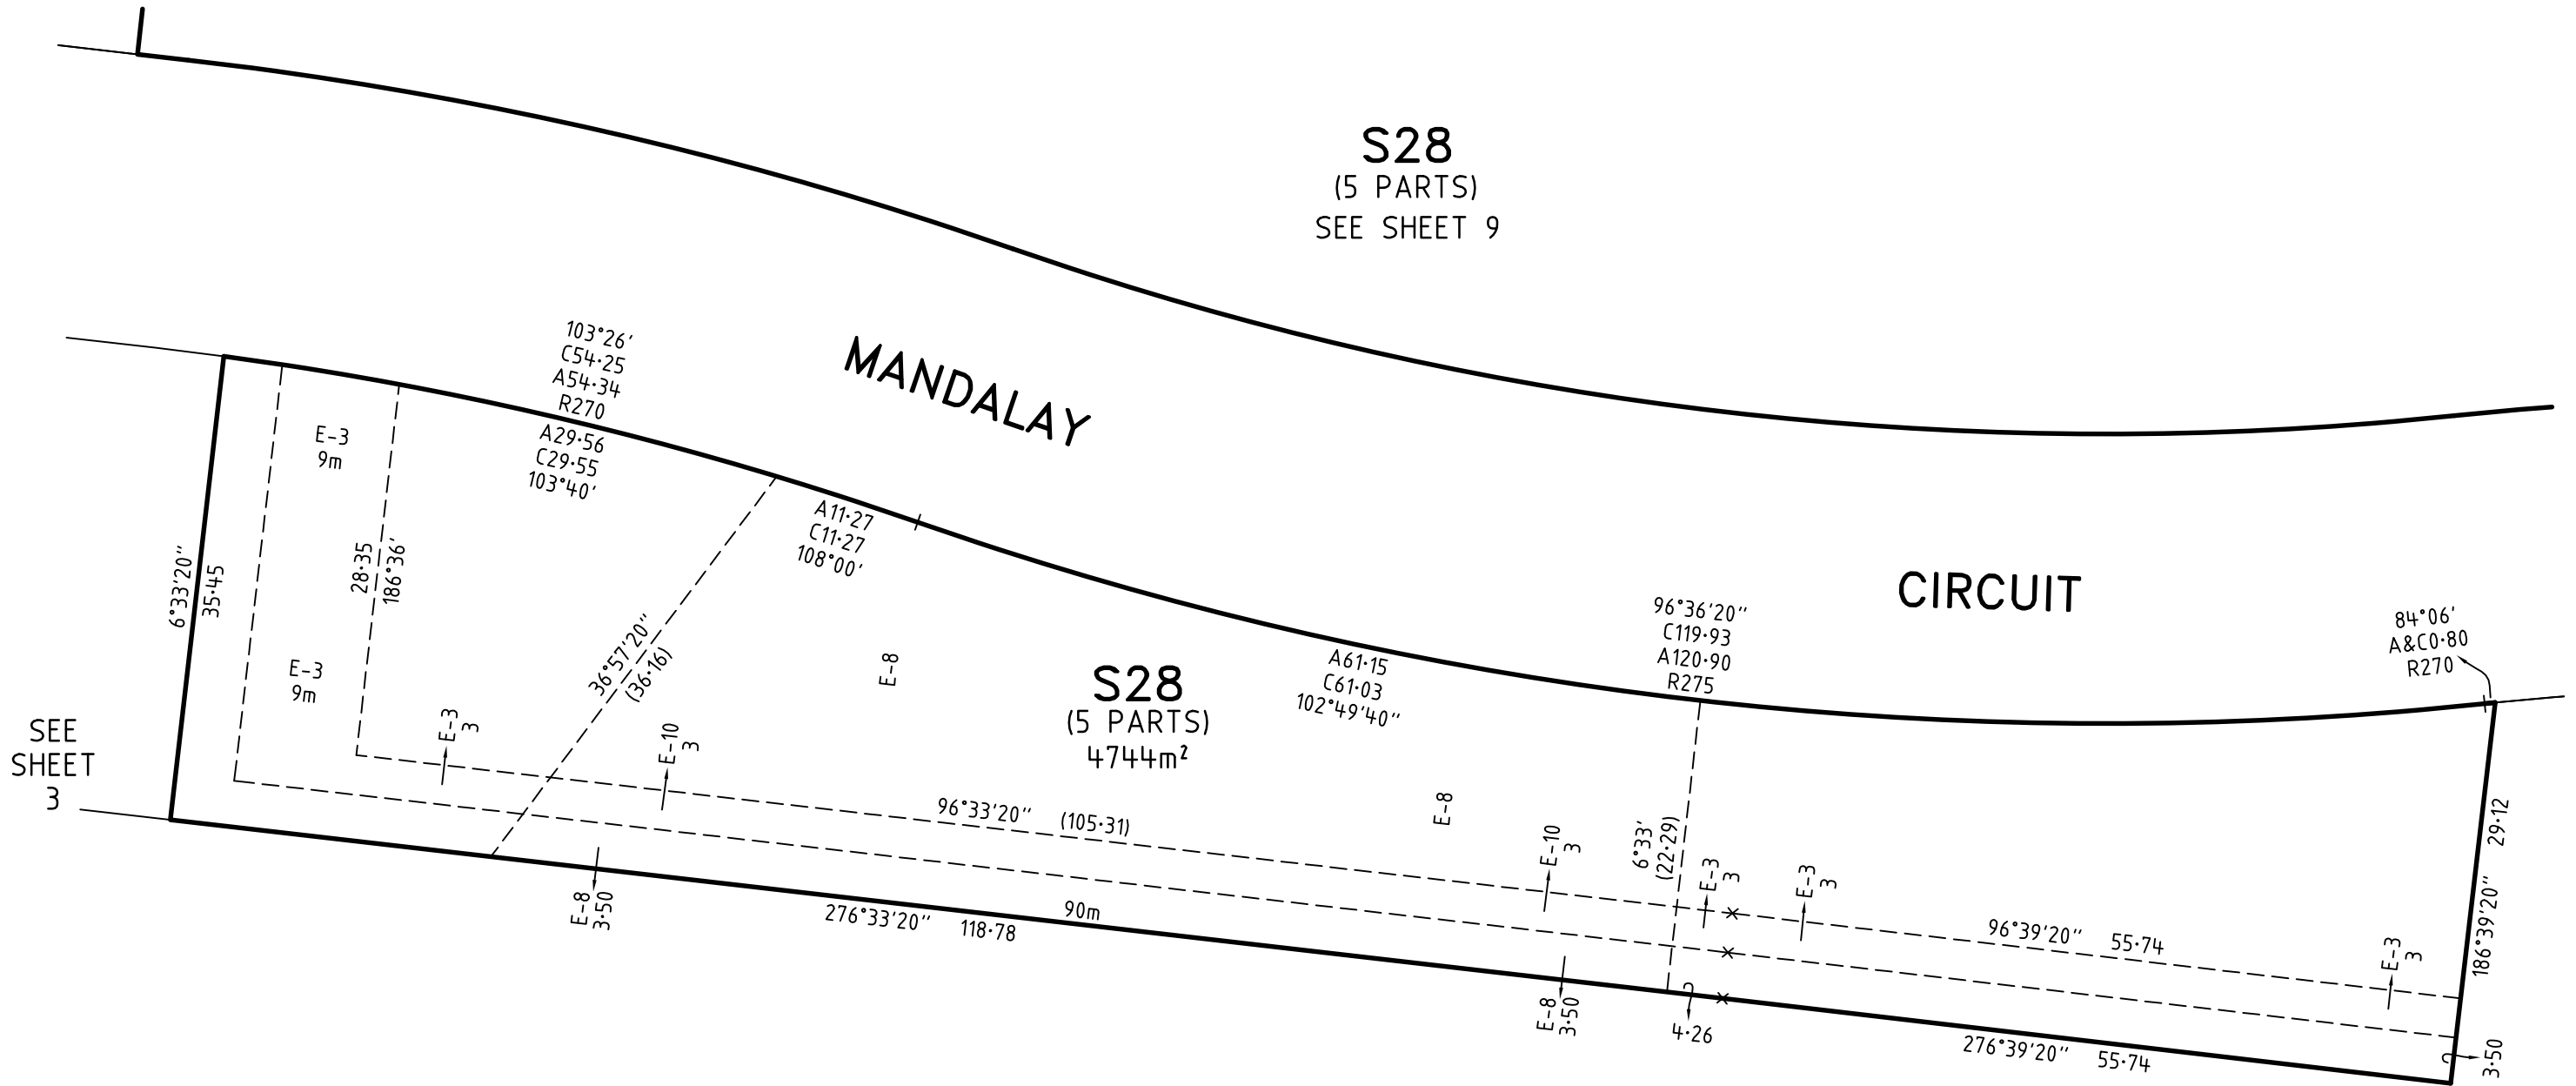 S28
(5 PARTS)
SEE SHEET 9
MANDALAY
CIRCUIT
103°26'
C54·25
A54·34
R270
A29·56
C29·55
103°40'
A11·27
C11·27
108°00'
E-3
9m
E-3
9m
28·35
186°36'
6°33'20"
35·45
36°57'20"
(36·16)
E-8
S28
(5 PARTS)
4744m²
A61·15
C61·03
102°49'40"
96°36'20"
C119·93
A120·90
R275
84°06'
A&C0·80
R270
SEE
SHEET
3
E-3
3
E-10
3
96°33'20" (105·31)
E-8
E-10
3
6°33'
(22·29)
E-3
3
E-3
3
96°39'20" 55·74
E-3
3
29·12
186°39'20"
E-8
3·50
90m
276°33'20" 118·78
E-8
3·50
4·26
276°39'20" 55·74
3·50